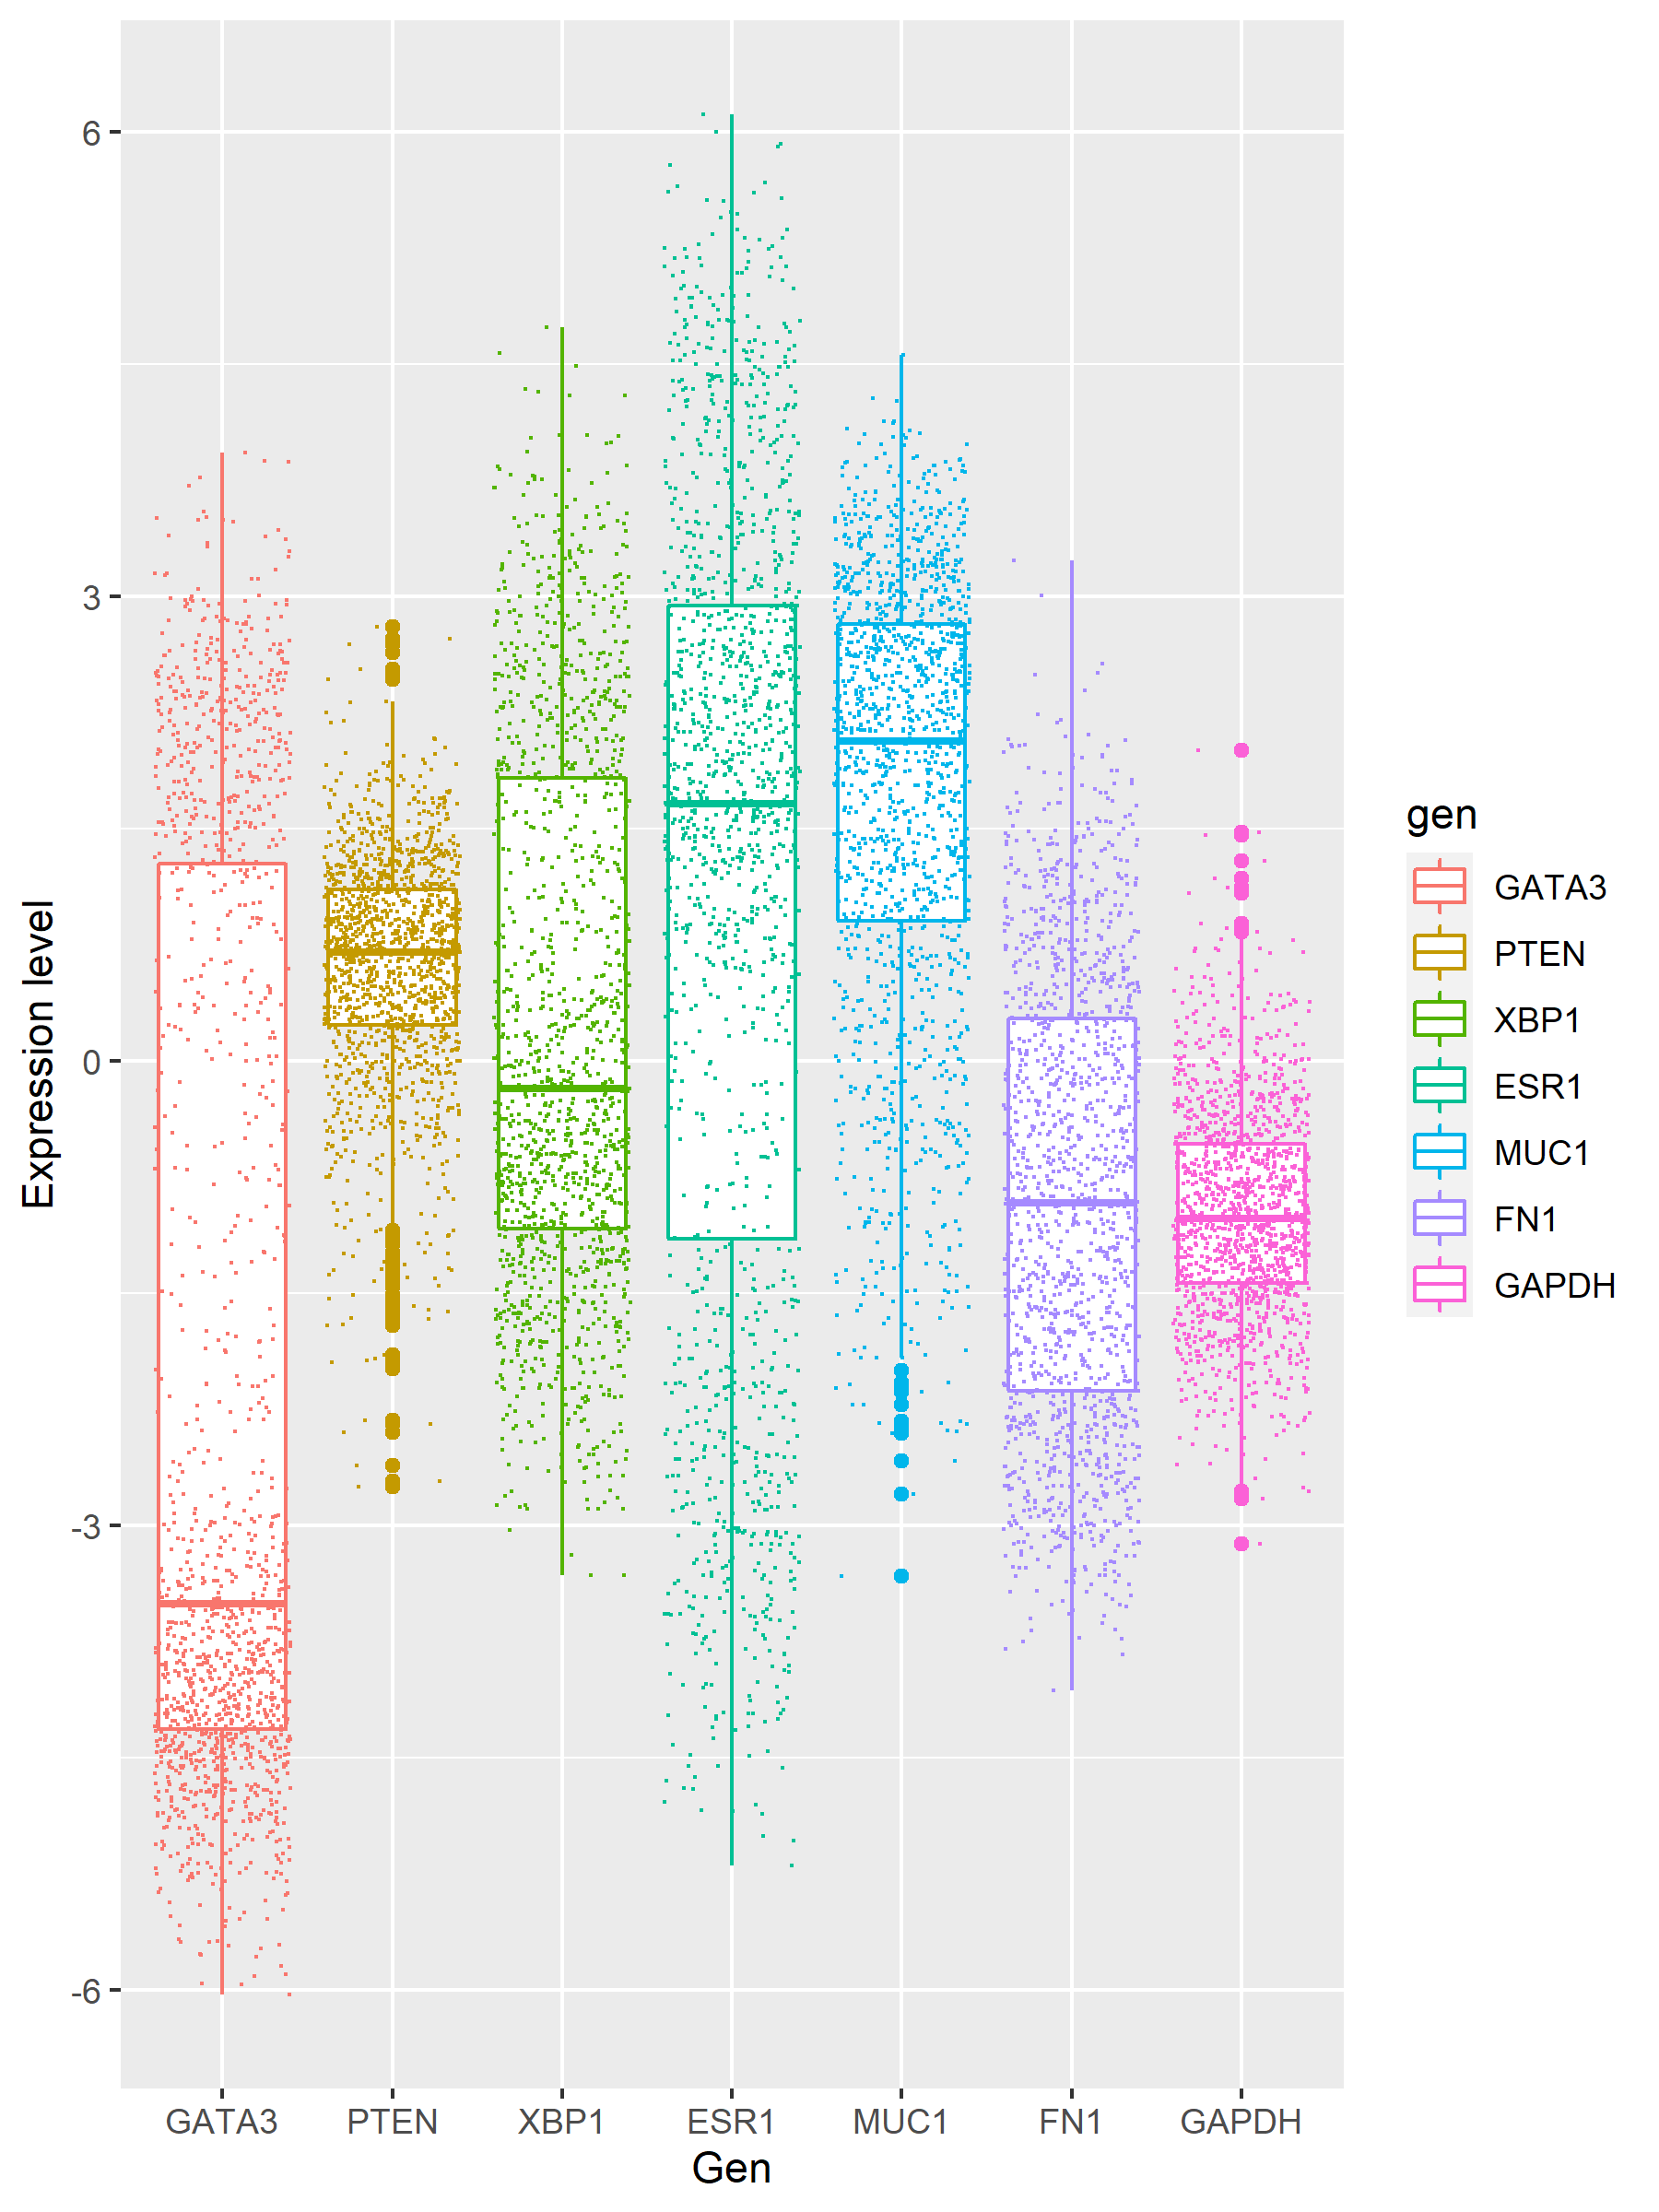 Expression level
6
3
0
-3
-6
GATA3 PTEN XBP1 ESR1 MUC1 FN1 GAPDH
Gen
gen
GATA3
PTEN
XBP1
ESR1
MUC1
FN1
GAPDH